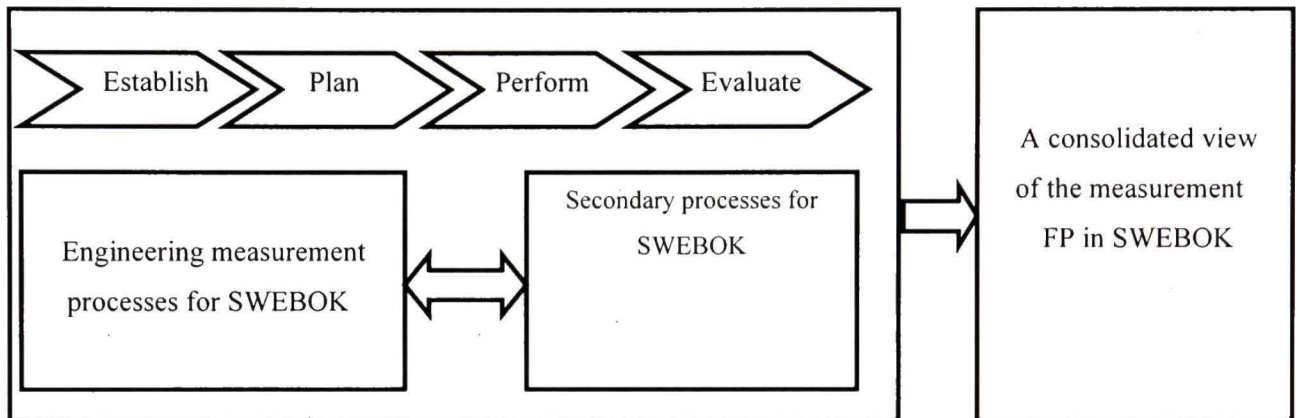 Establish
Plan
Perform
Evaluate
Engineering measurement
processes for SWEBOK
Secondary processes for
SWEBOK
A consolidated view
of the measurement
FP in SWEBOK